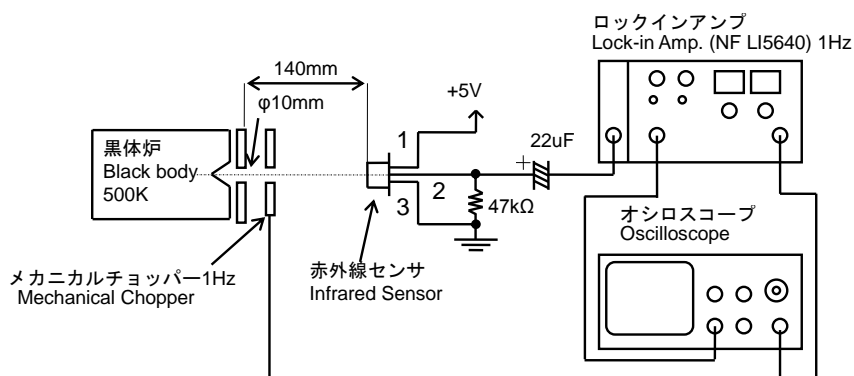 ロックインアンプ
Lock-in Amp. (NF LI5640) 1Hz
140mm
φ10mm
+5V
1
22uF
+
黒体炉
Black body
500K
2
3
47kΩ
オシロスコープ
Oscilloscope
メカニカルチョッパー1Hz
Mechanical Chopper
赤外線センサ
Infrared Sensor